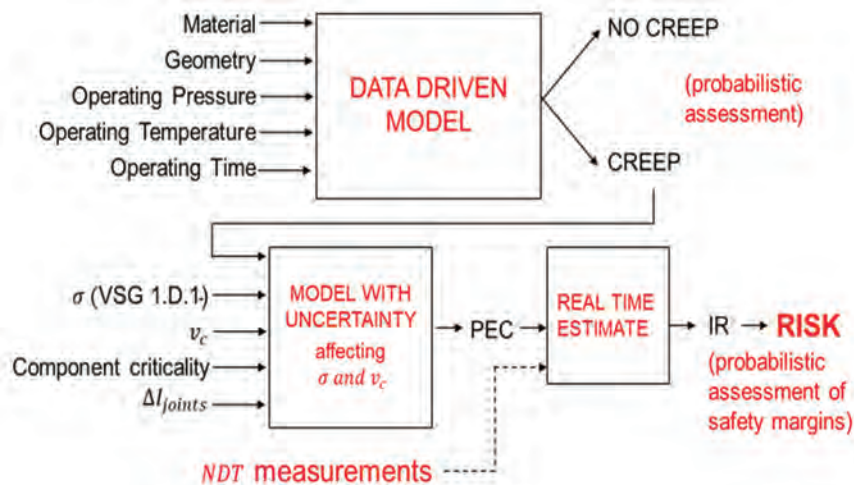 Material
Geometry
Operating Pressure
Operating Temperature
Operating Time
DATA DRIVEN
MODEL
NO CREEP
(probabilistic
assessment)
CREEP
σ (VSG 1.D.1.)
v_c
Component criticality
Δl_joints
MODEL WITH
UNCERTAINTY
affecting
σ and v_c
PEC
REAL TIME
ESTIMATE
IR
RISK
(probabilistic
assessment of
safety margins)
NDT measurements